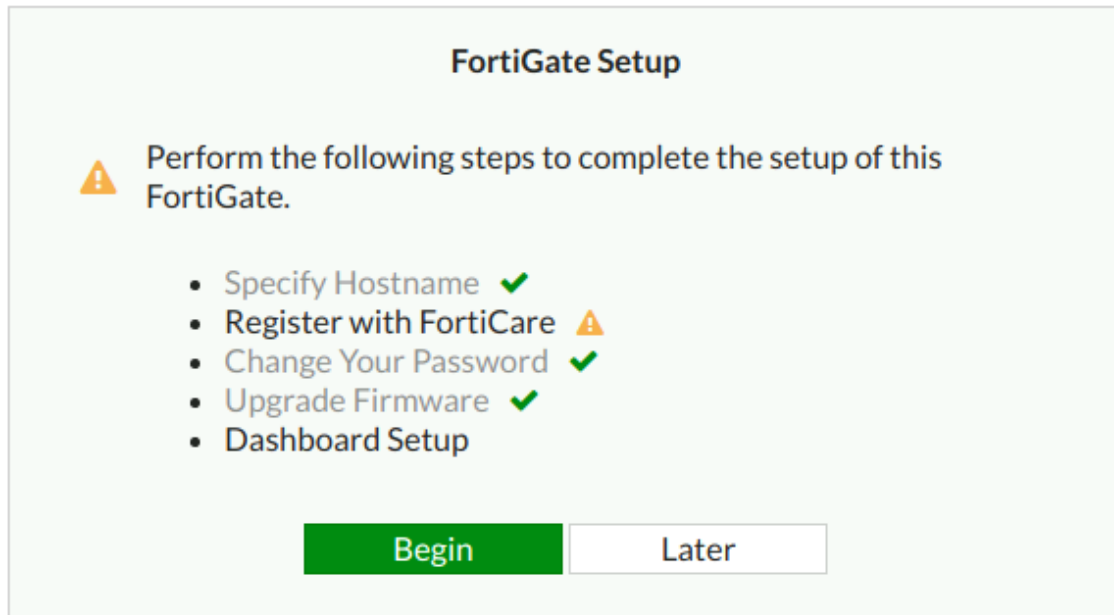 FortiGate Setup
Perform the following steps to complete the setup of this
FortiGate.
Specify Hostname
Register with FortiCare
Change Your Password
Upgrade Firmware
Dashboard Setup
Begin
Later